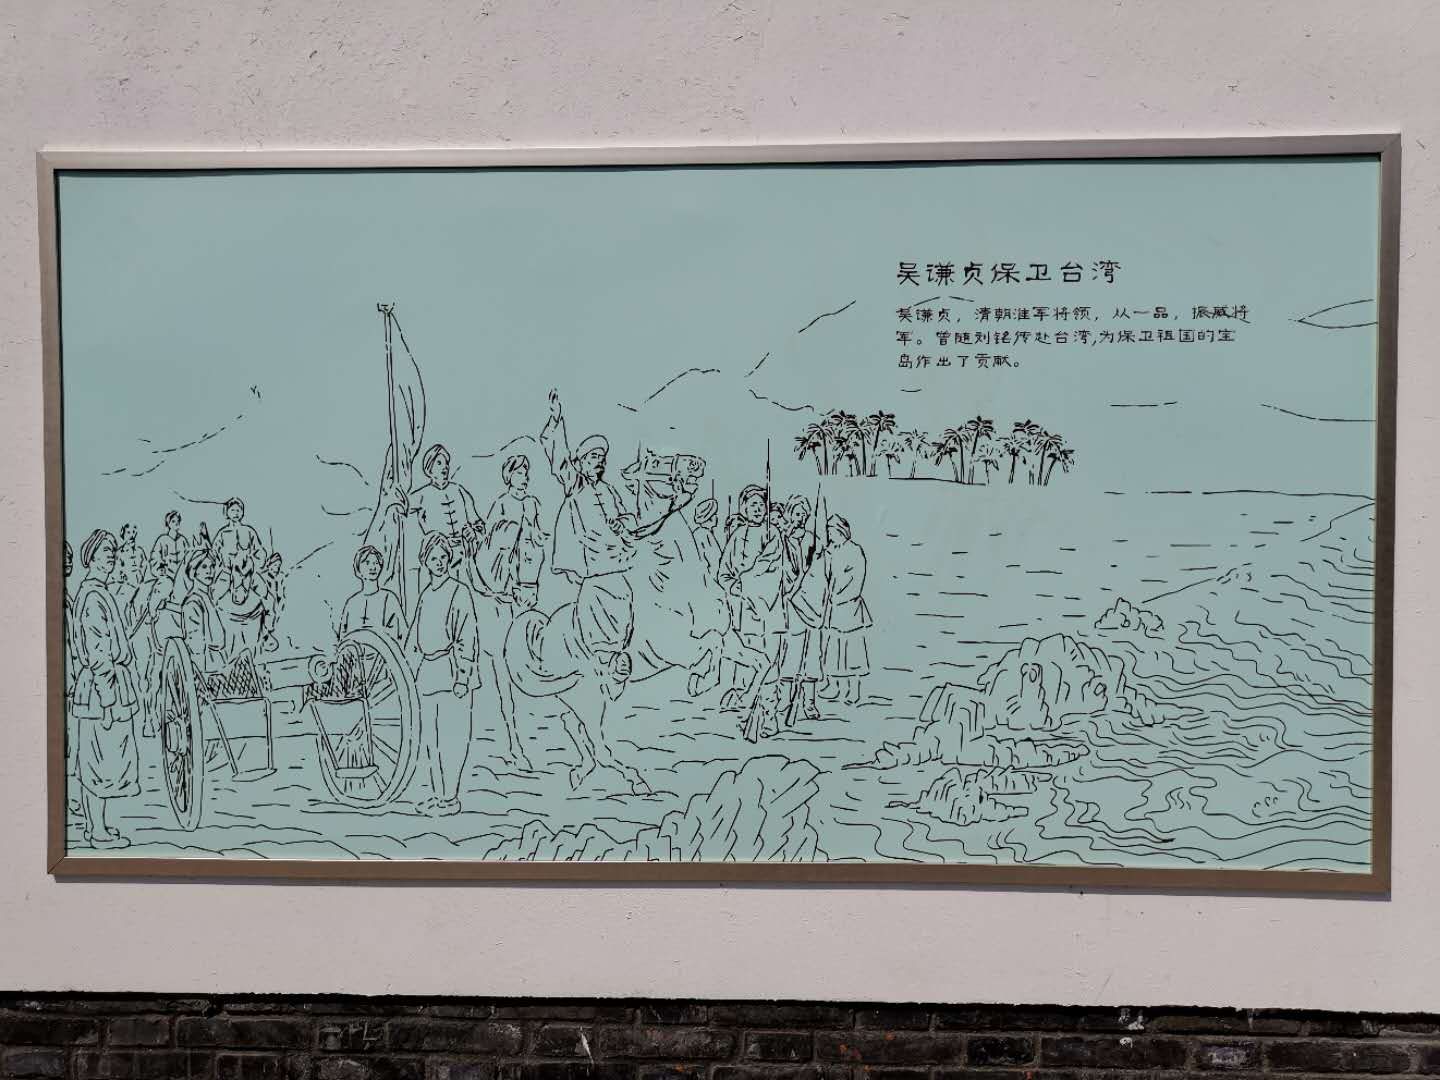 吴谦贞保卫台湾
吴谦贞，清朝淮军将领，从一品，振威将
军。曾随刘铭传赴台湾,为保卫祖国的宝
岛作出了贡献。